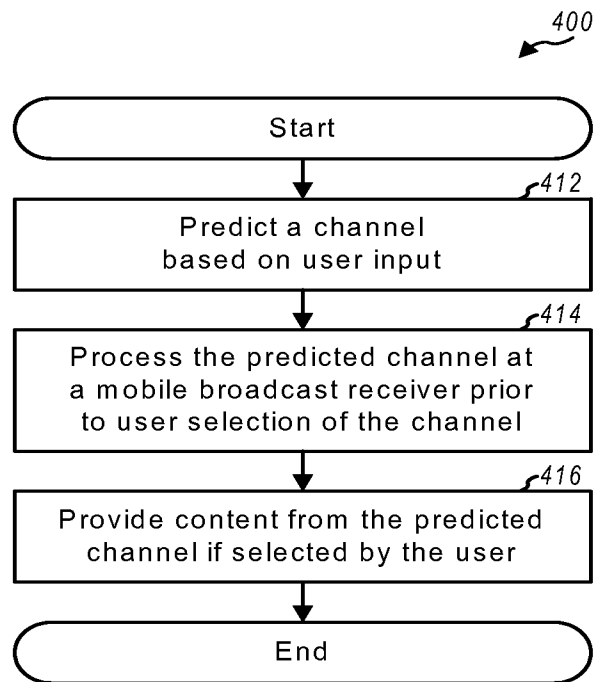 400
Start
412
Predict a channel
based on user input
414
Process the predicted channel at
a mobile broadcast receiver prior
to user selection of the channel
416
Provide content from the predicted
channel if selected by the user
End